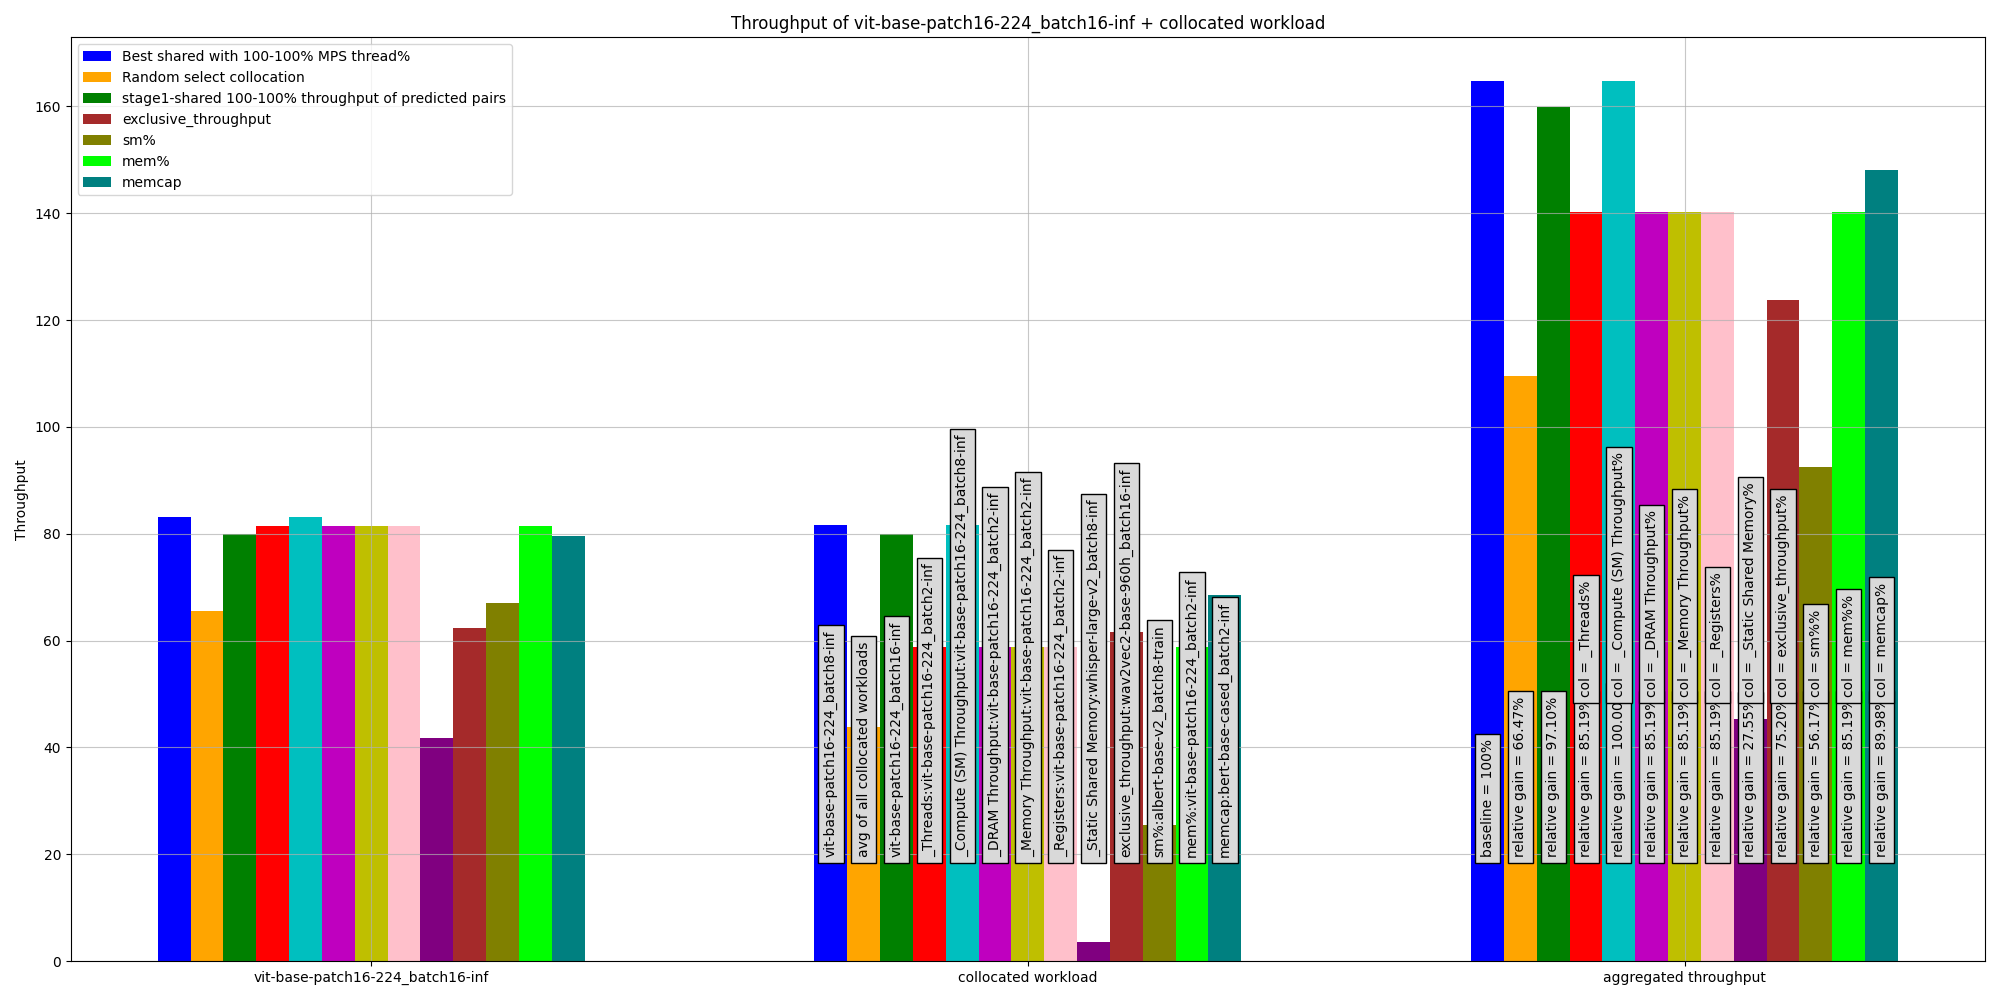 Throughput of vit-base-patch16-224_batch16-inf + collocated workload
Best shared with 100-100% MPS thread%
Random select collocation
stage1-shared 100-100% throughput of predicted pairs
exclusive_throughput
sm%
mem%
memcap
Throughput
160
140
120
100
80
60
40
20
0
vit-base-patch16-224_batch8-inf
avg of all collocated workloads
vit-base-patch16-224_batch16-inf
_Threads:vit-base-patch16-224_batch2-inf
_Compute (SM) Throughput:vit-base-patch16-224_batch8-inf
_DRAM Throughput:vit-base-patch16-224_batch2-inf
_Memory Throughput:vit-base-patch16-224_batch2-inf
_Registers:vit-base-patch16-224_batch2-inf
_Static Shared Memory:whisper-large-v2_batch8-inf
exclusive_throughput:wav2vec2-base-960h_batch16-inf
sm%:albert-base-v2_batch8-train
mem%:vit-base-patch16-224_batch2-inf
memcap:bert-base-cased_batch2-inf
baseline = 100%
relative gain = 66.47%
relative gain = 97.10%
relative gain = 85.19%
col = _Threads%
relative gain = 100.00
col = _Compute (SM) Throughput%
relative gain = 85.19%
col = _DRAM Throughput%
relative gain = 85.19%
col = _Memory Throughput%
relative gain = 85.19%
col = _Registers%
relative gain = 27.55%
col = _Static Shared Memory%
relative gain = 75.20%
col = exclusive_throughput%
relative gain = 56.17%
col = sm%%
relative gain = 85.19%
col = mem%%
relative gain = 89.98%
col = memcap%
vit-base-patch16-224_batch16-inf
collocated workload
aggregated throughput